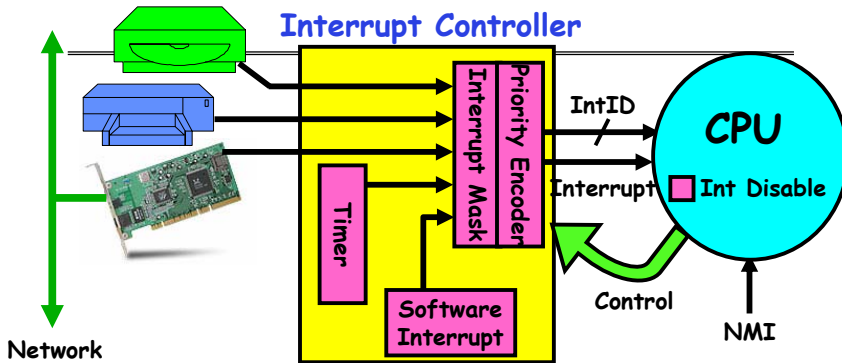 Interrupt Controller
Interrupt Mask
Priority Encoder
IntID
CPU
Interrupt
Int Disable
Timer
Software
Interrupt
Control
NMI
Network